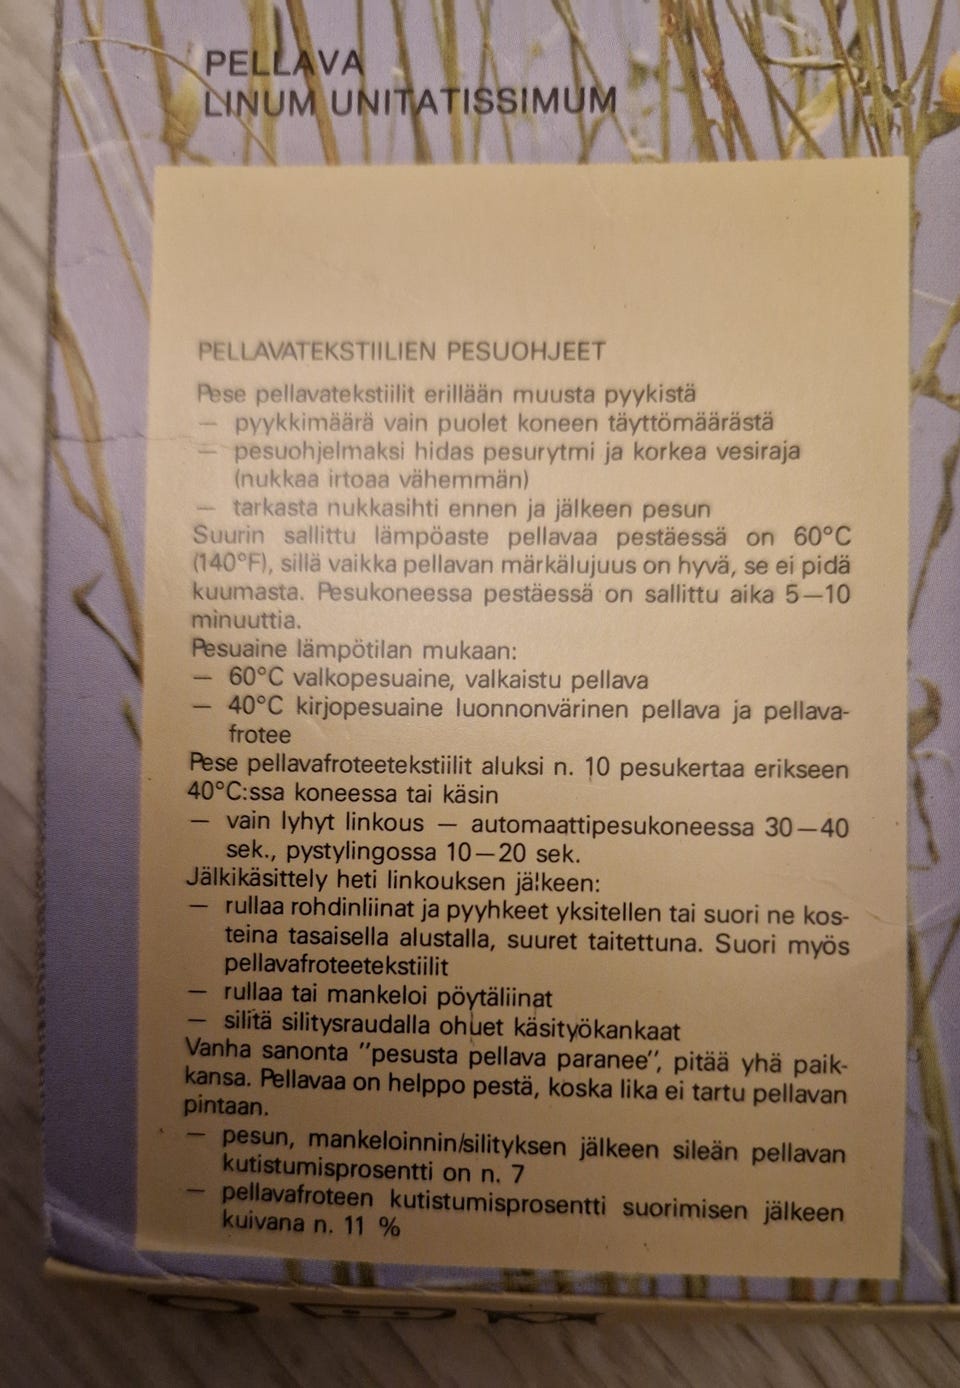 PELLAVA
LINUM UNITATISSIMUM
PELLAVATEKSTIILIEN PESUOHJEET
Pese pellavatekstiilit erillään muusta pyykistä
— pyykkimäärä vain puolet koneen täyttömäärästä
— pesuohjelmaksi hidas pesurytmi ja korkea vesiraja
(nukkaa irtoaa vähemmän)
— tarkasta nukkasihti ennen ja jälkeen pesun
Suurin sallittu lämpöaste pellavaa pestäessä on 60°C
(140°F), sillä vaikka pellavan märkälujuus on hyvä, se ei pidä
kuumasta. Pesukoneessa pestäessä on sallittu aika 5—10
minuuttia.
Pesuaine lämpötilan mukaan:
— 60°C valkopesuaine, valkaistu pellava
— 40°C kirjopesuaine luonnonvärinen pellava ja pellava-
frotee
Pese pellavafroteetekstiilit aluksi n. 10 pesukertaa erikseen
40°C:ssa koneessa tai käsin
— vain lyhyt linkous — automaattipesukoneessa 30—40
sek., pystylingossa 10—20 sek.
Jälkikäsittely heti linkouksen jälkeen:
— rullaa rohdinliinat ja pyyhkeet yksitellen tai suori ne kos-
teina tasaisella alustalla, suuret taitettuna. Suori myös
pellavafroteetekstiilit
— rullaa tai mankeloi pöytäliinat
— silitä silitysraudalla ohuet käsityökankaat
Vanha sanonta "pesusta pellava paranee", pitää yhä paik-
kansa. Pellavaa on helppo pestä, koska lika ei tartu pellavan
pintaan.
— pesun, mankeloinnin/silityksen jälkeen sileän pellavan
kutistumisprosentti on n. 7
— pellavafroteen kutistumisprosentti suorimisen jälkeen
kuivana n. 11 %